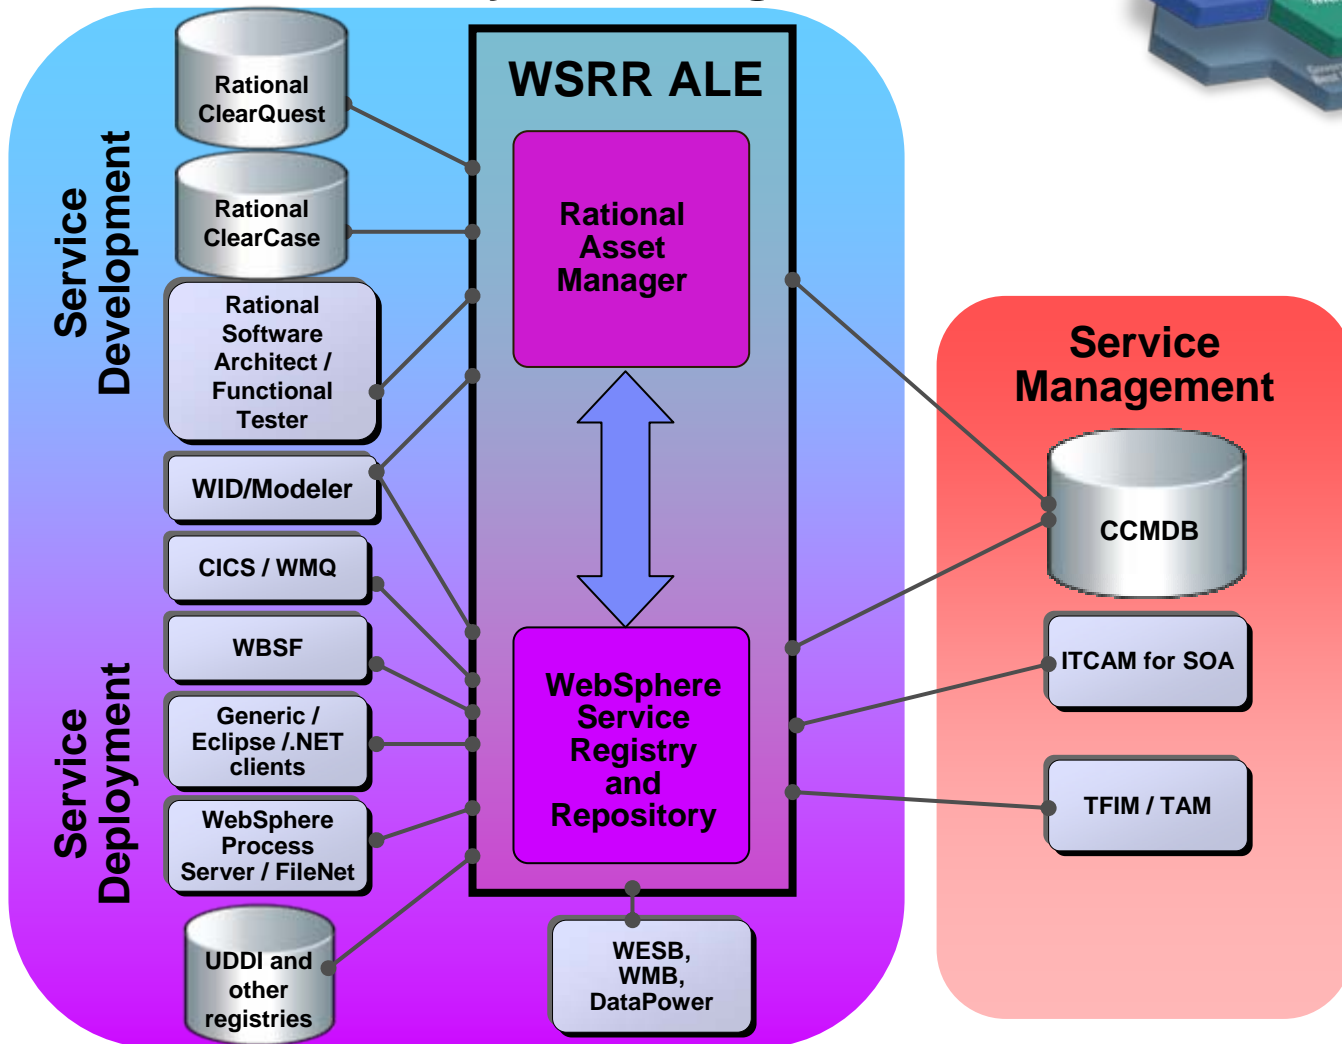 Rational
ClearQuest
Rational
ClearCase
Rational
Software
Architect /
Functional
Tester
WID/Modeler
CICS / WMQ
WBSF
Generic /
Eclipse /.NET
clients
WebSphere
Process
Server / FileNet
UDDI and
other
registries
Service
Development
Service
Deployment
WSRR ALE
Rational
Asset
Manager
WebSphere
Service
Registry
and
Repository
WESB,
WMB,
DataPower
Service
Management
CCMDB
ITCAM for SOA
TFIM / TAM